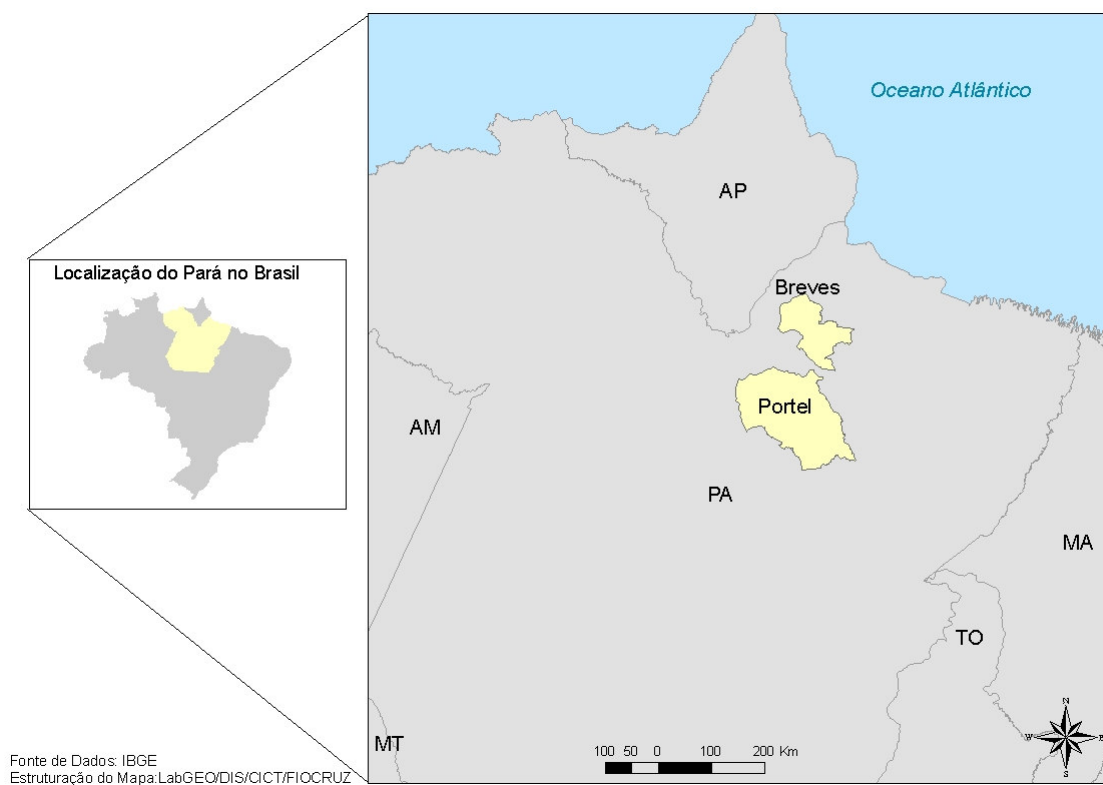 Oceano Atlântico
AP
Breves
Localização do Pará no Brasil
Portel
AM
PA
MA
TO
MT
N
W E
S
100 50 0 100 200 Km
Fonte de Dados: IBGE
Estruturação do Mapa:LabGEO/DIS/CICT/FIOCRUZ